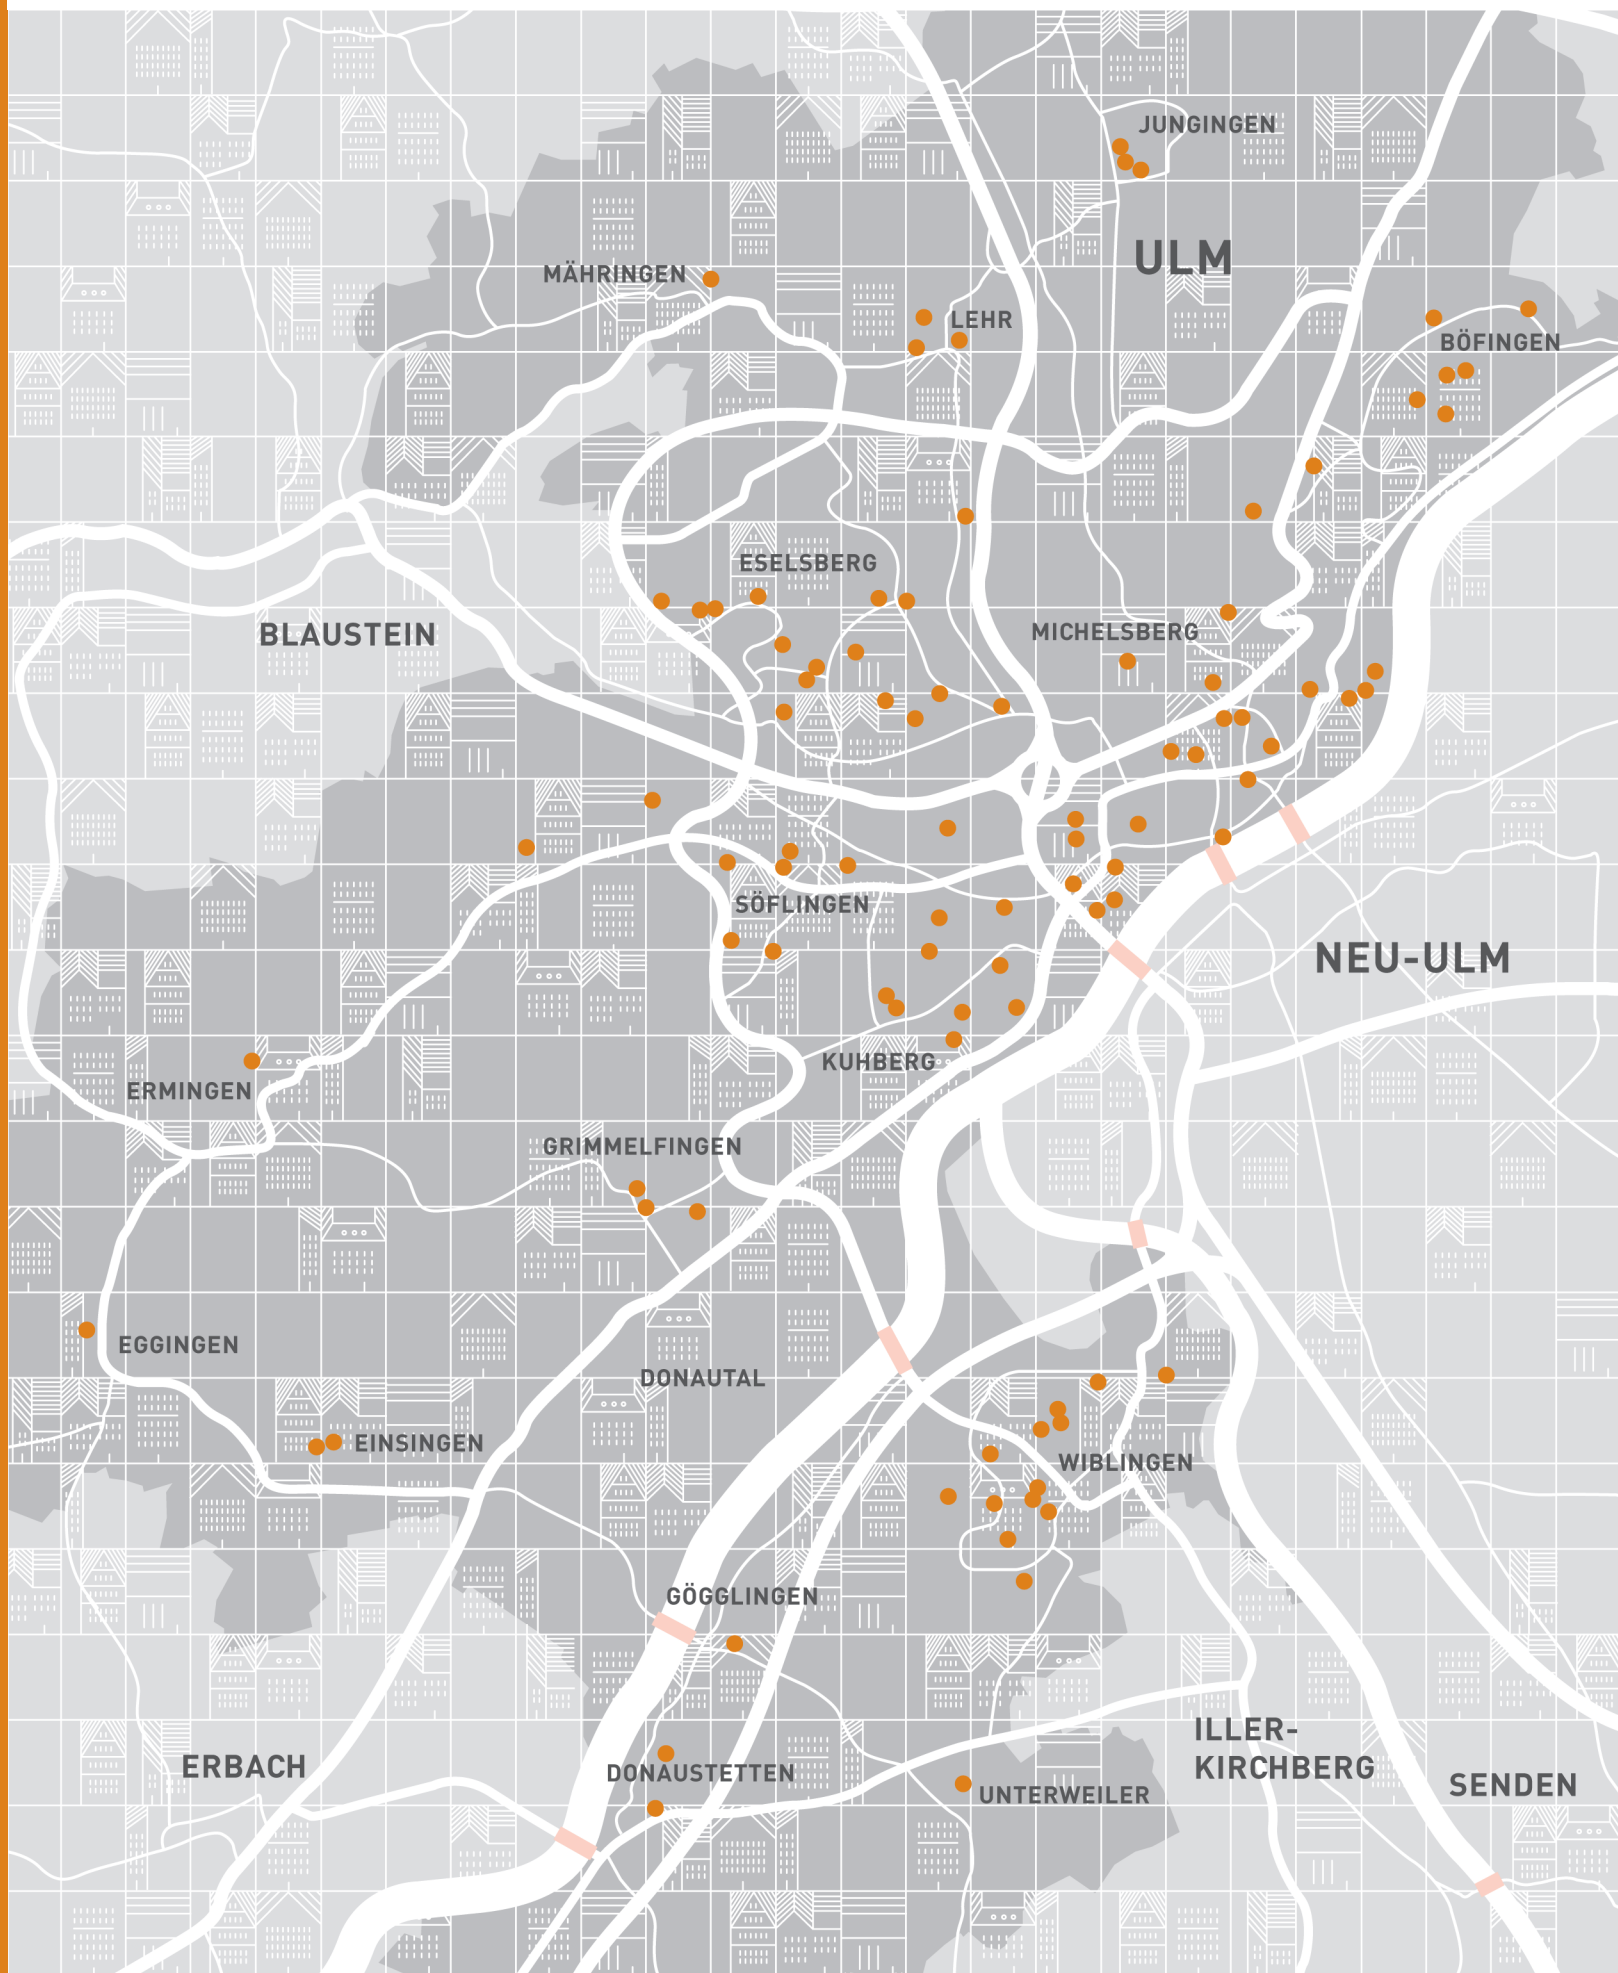 JUNGINGEN
ULM
MÄHRINGEN
LEHR
BÖFINGEN
ESELSBERG
BLAUSTEIN
MICHELSBERG
SÖFLINGEN
NEU-ULM
KUHBERG
ERMINGEN
GRIMMELFINGEN
EGGINGEN
DONAUTAL
EINSINGEN
WIBLINGEN
GÖGGLINGEN
ILLER-
KIRCHBERG
ERBACH
DONAUSTETTEN
UNTERWEILER
SENDEN